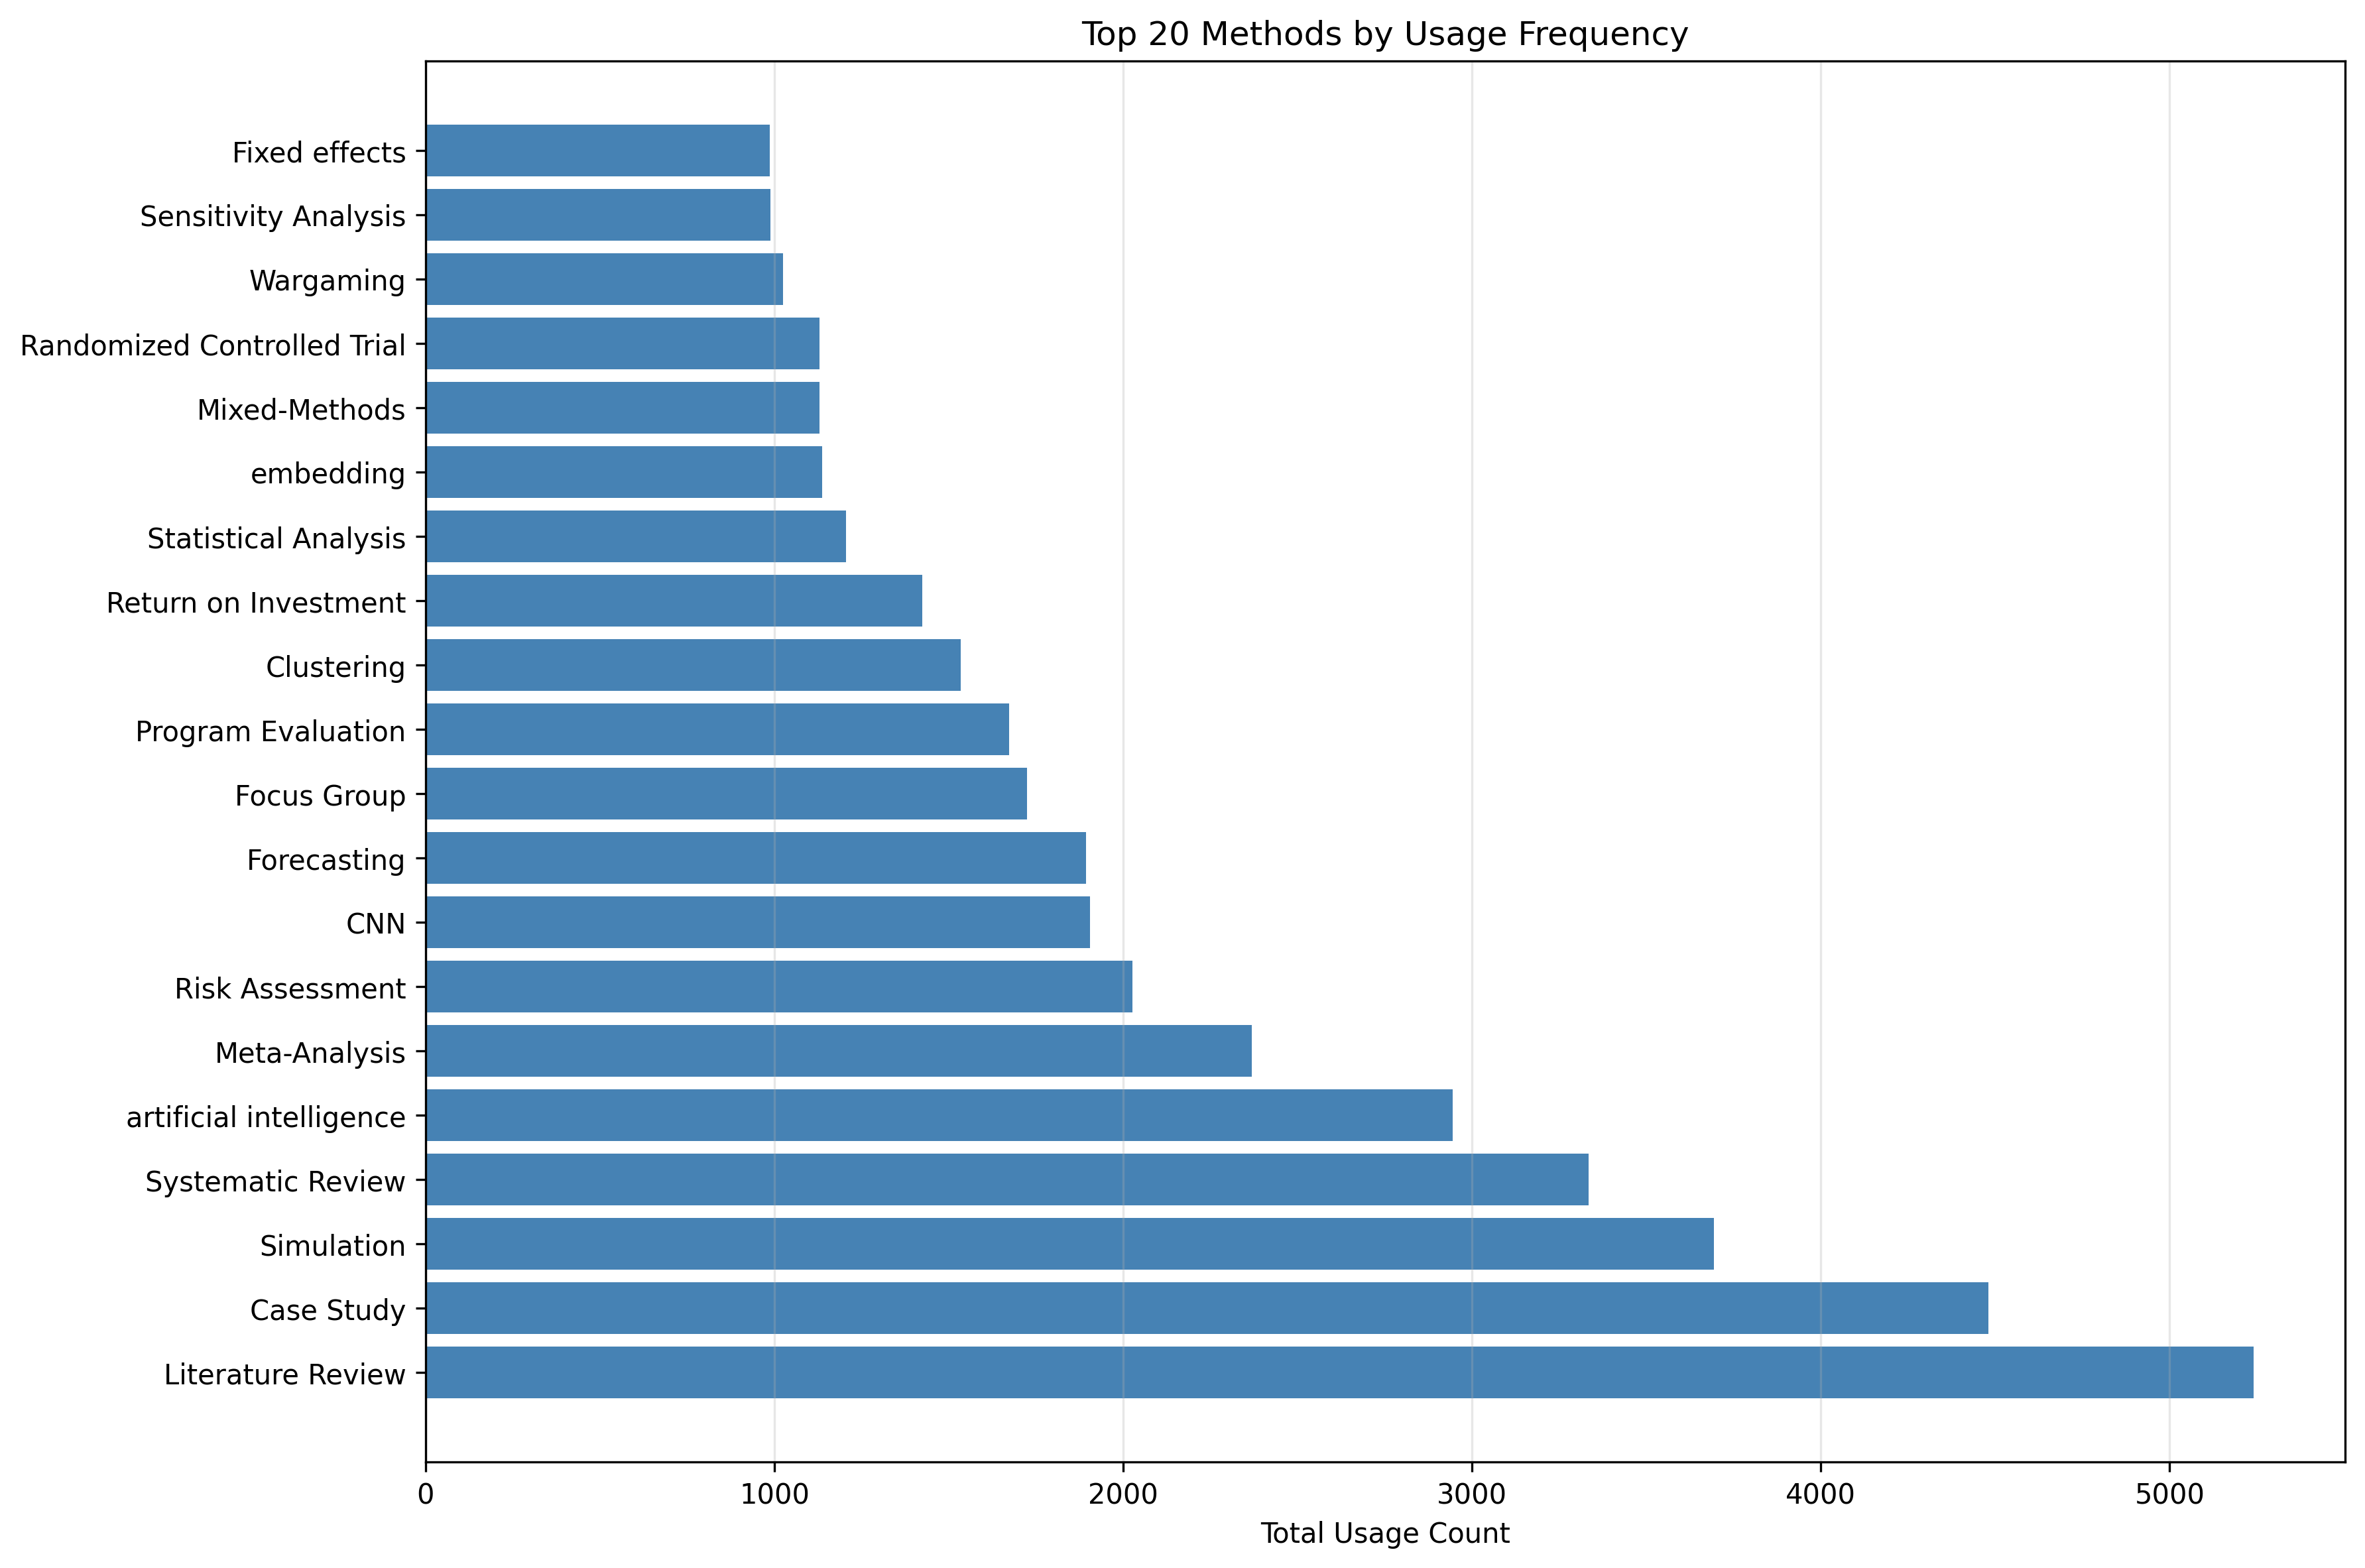 Top 20 Methods by Usage Frequency
Fixed effects
Sensitivity Analysis
Wargaming
Randomized Controlled Trial
Mixed-Methods
embedding
Statistical Analysis
Return on Investment
Clustering
Program Evaluation
Focus Group
Forecasting
CNN
Risk Assessment
Meta-Analysis
artificial intelligence
Systematic Review
Simulation
Case Study
Literature Review
0 1000 2000 3000 4000 5000
Total Usage Count